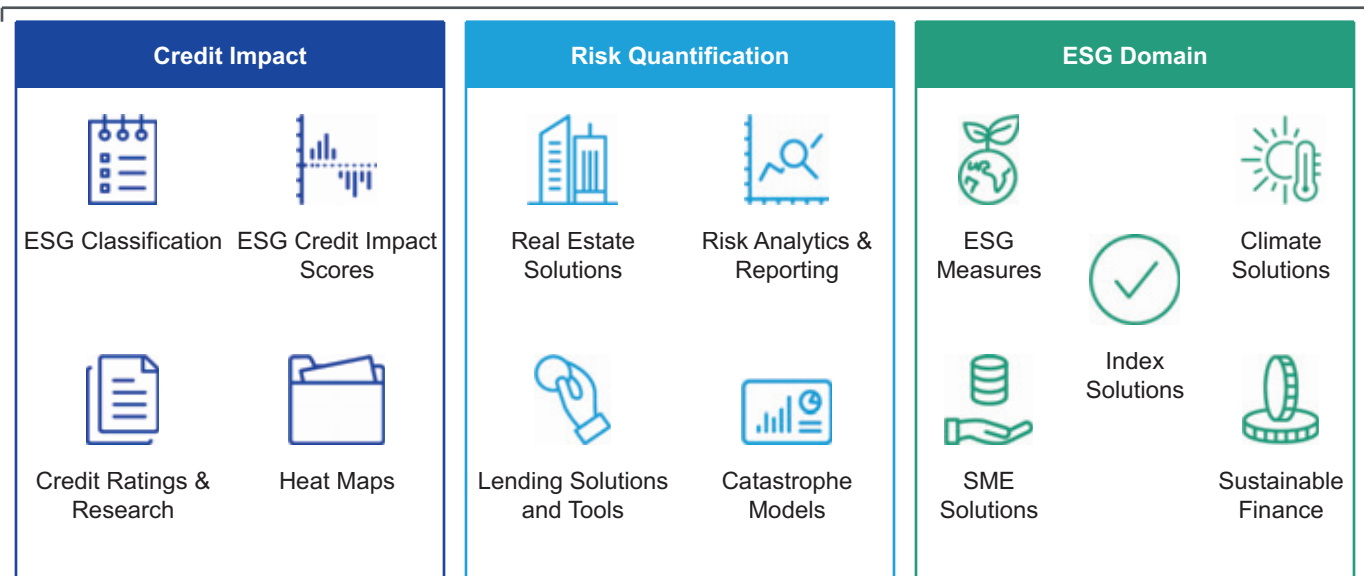 Credit Impact
ESG Classification
ESG Credit Impact
Scores
Credit Ratings &
Research
Heat Maps
Risk Quantification
Real Estate
Solutions
Risk Analytics &
Reporting
Lending Solutions
and Tools
Catastrophe
Models
ESG Domain
ESG
Measures
Climate
Solutions
Index
Solutions
SME
Solutions
Sustainable
Finance